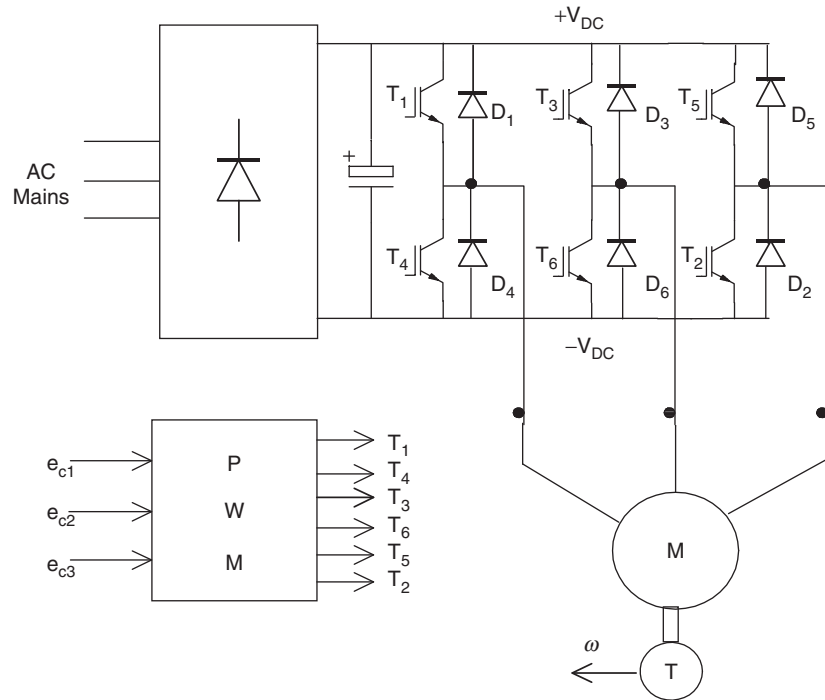 +V_DC
T_1
D_1
T_3
D_3
T_5
D_5
AC
Mains
+
T_4
D_4
T_6
D_6
T_2
D_2
−V_DC
e_c1
e_c2
e_c3
P
W
M
T_1
T_4
T_3
T_6
T_5
T_2
M
ω
T